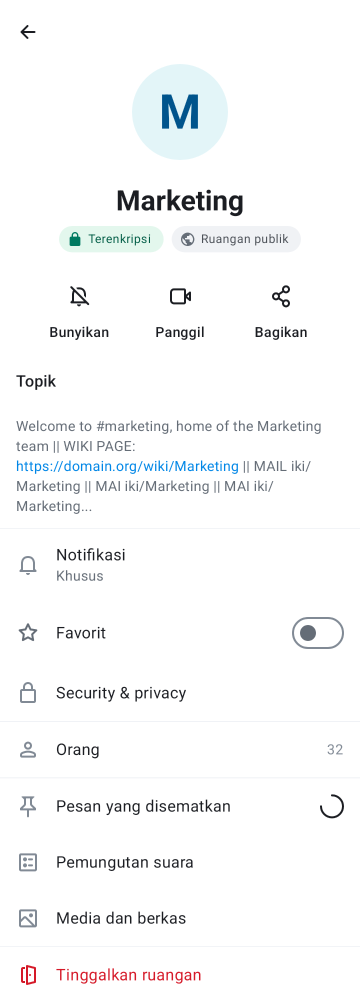 M
Marketing
Terenkripsi
Ruangan publik
Bunyikan
Panggil
Bagikan
Topik
Welcome to #marketing, home of the Marketing
team || WIKI PAGE:
https://domain.org/wiki/Marketing || MAIL iki/
Marketing || MAI iki/Marketing || MAI iki/
Marketing...
Notifikasi
Khusus
Favorit
Security & privacy
Orang 32
Pesan yang disematkan
Pemungutan suara
Media dan berkas
Tinggalkan ruangan